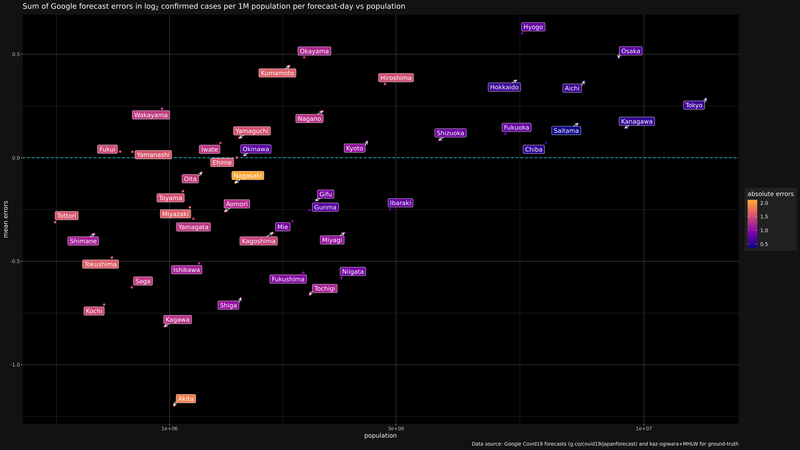 Sum of Google forecast errors in log₂ confirmed cases per 1M population per forecast-day vs population
Hyogo
0.5
Okayama
Osaka
Kumamoto
Hiroshima
Hokkaido
Aichi
Tokyo
Wakayama
Nagano
Kanagawa
Yamaguchi
Shizuoka
Fukuoka
Saitama
Fukui
Yamanashi
Iwate
Okinawa
Kyoto
Chiba
0.0
Ehime
Oita
Nagasaki
absolute errors
2.0
1.5
1.0
0.5
Toyama
Aomori
Gifu
Gunma
Ibaraki
Tottori
Miyazaki
Yamagata
Mie
mean errors
Shimane
Kagoshima
Miyagi
-0.5
Tokushima
Ishikawa
Niigata
Saga
Fukushima
Tochigi
Kochi
Shiga
Kagawa
-1.0
Akita
1e+06
3e+06
1e+07
population
Data source: Google Covid19 forecasts (g.co/covid19/japanforecast) and kaz-ogiwara+MHLW for ground-truth